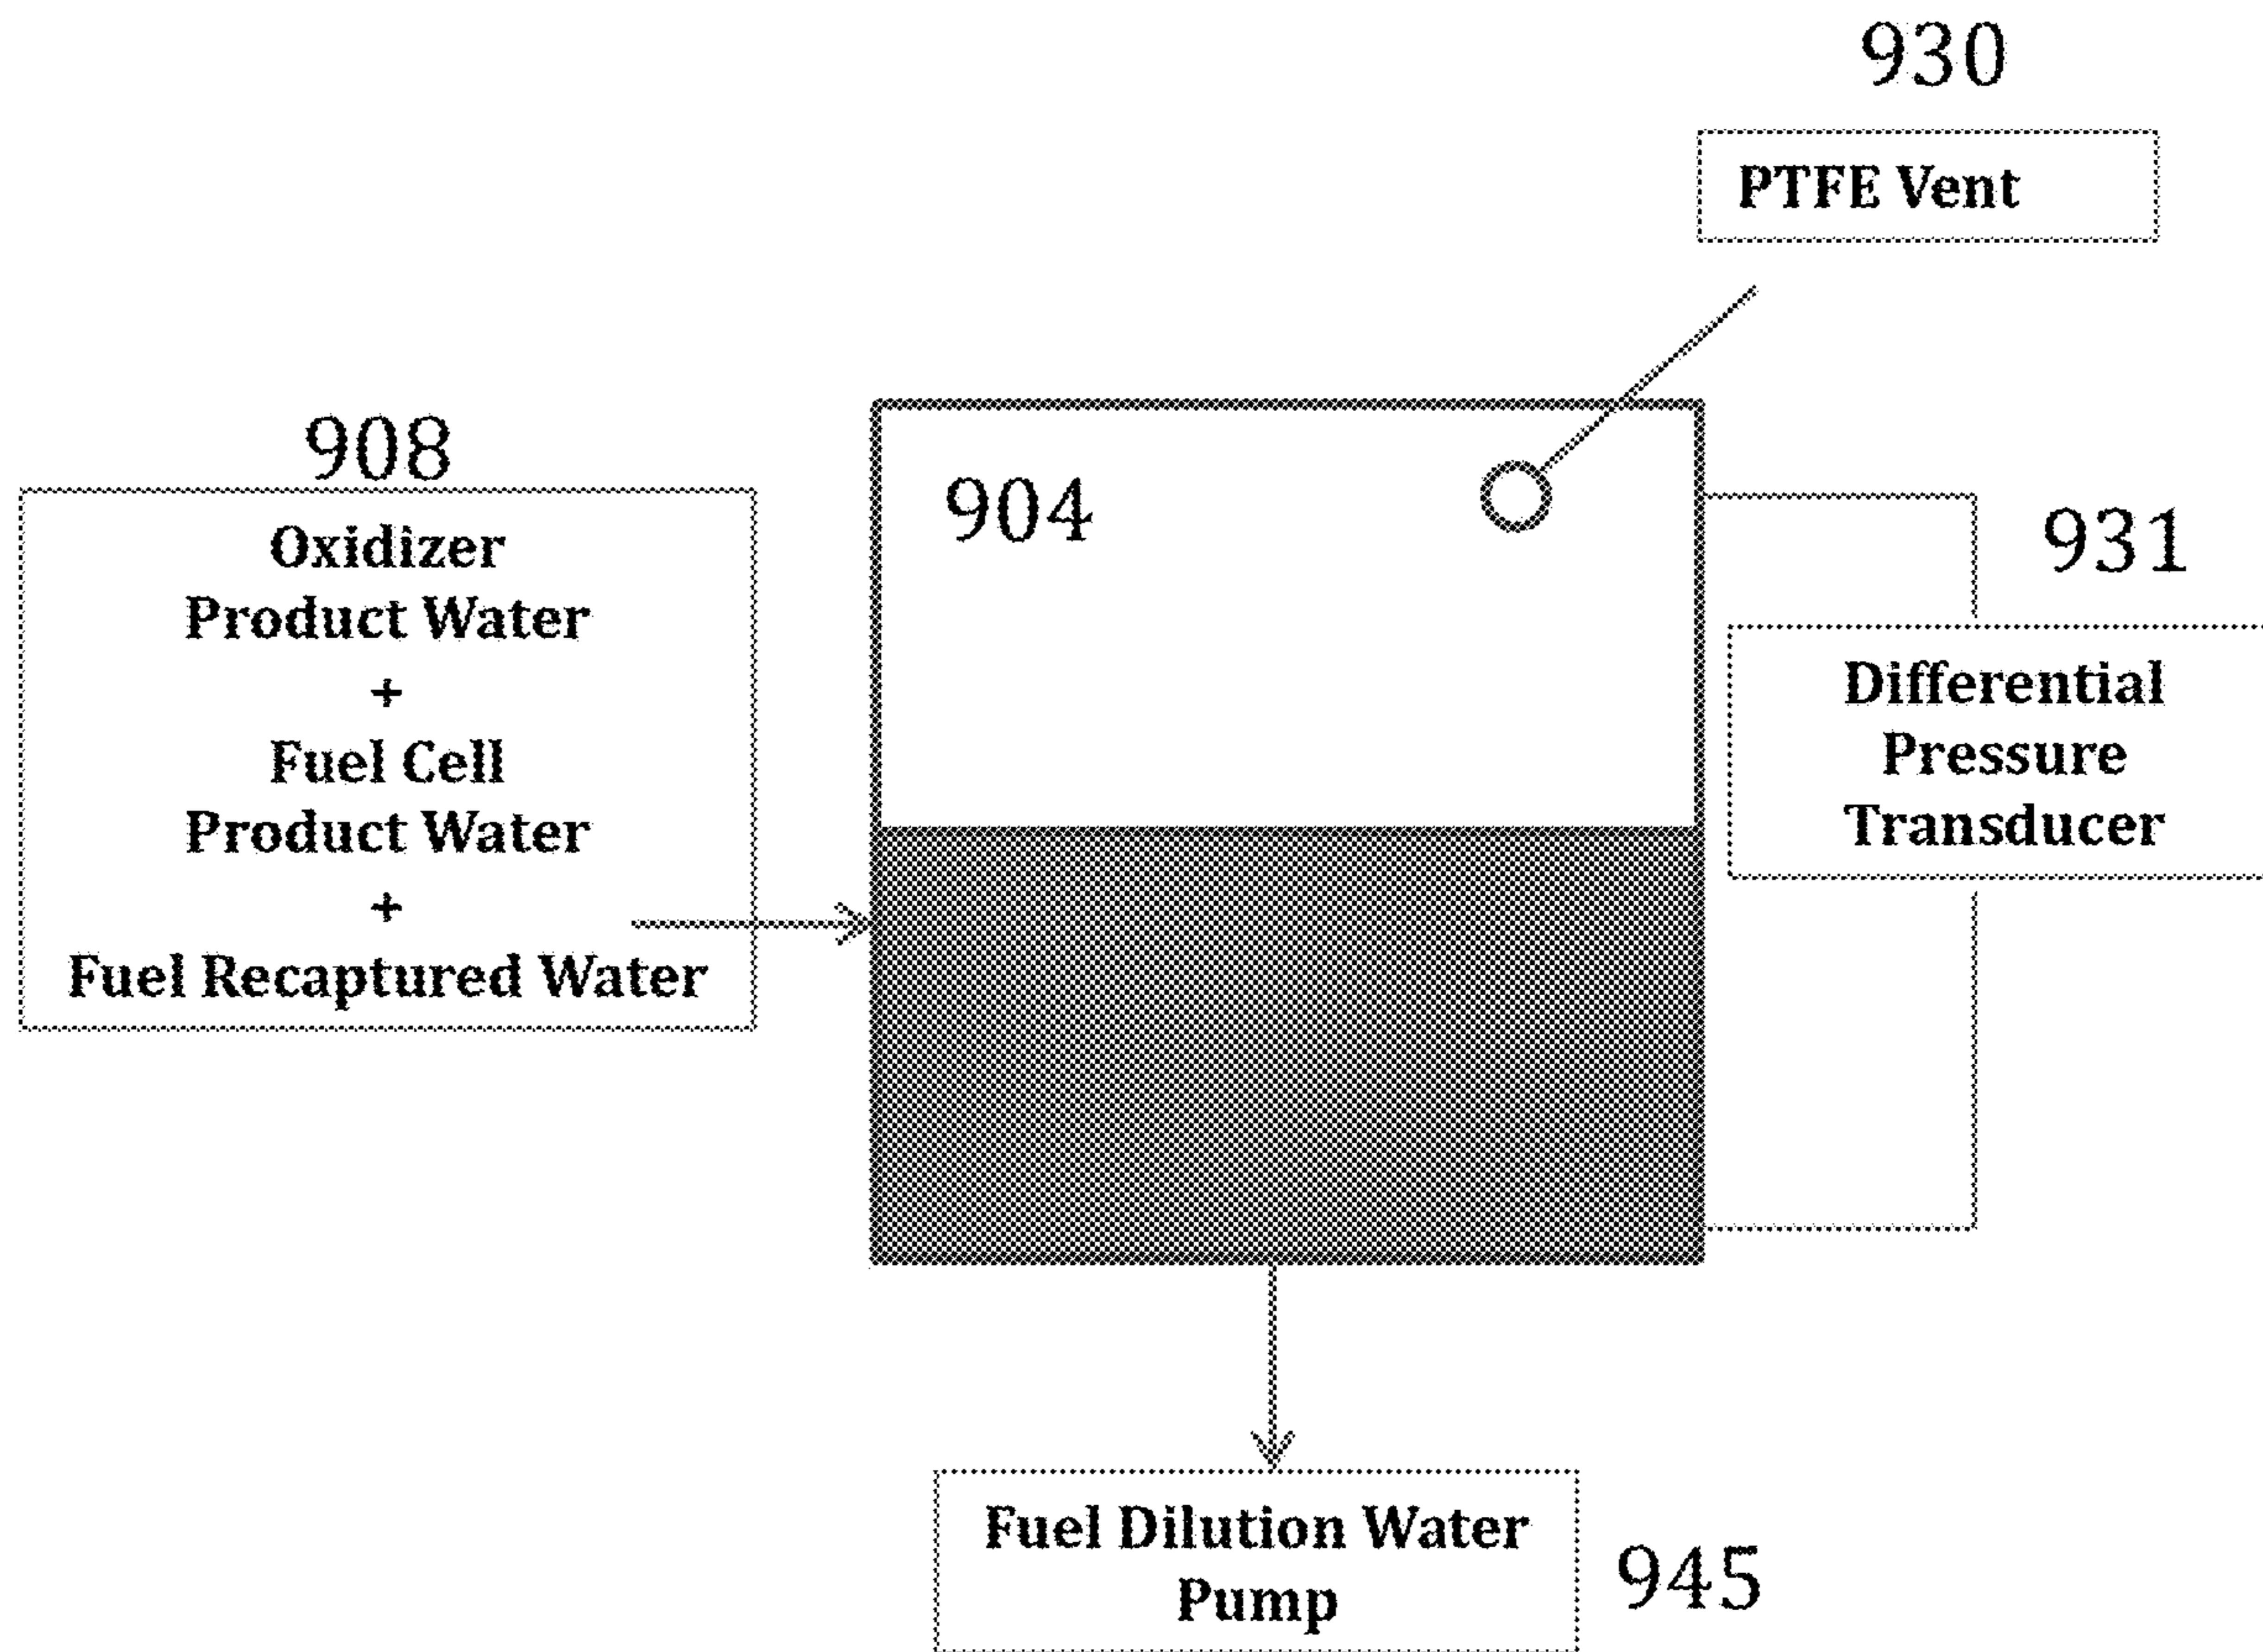 930
PTFE Vent
908
Oxidizer
Product Water
+
Fuel Cell
Product Water
+
Fuel Recaptured Water
904
931
Differential
Pressure
Transducer
Fuel Dilution Water
Pump
945